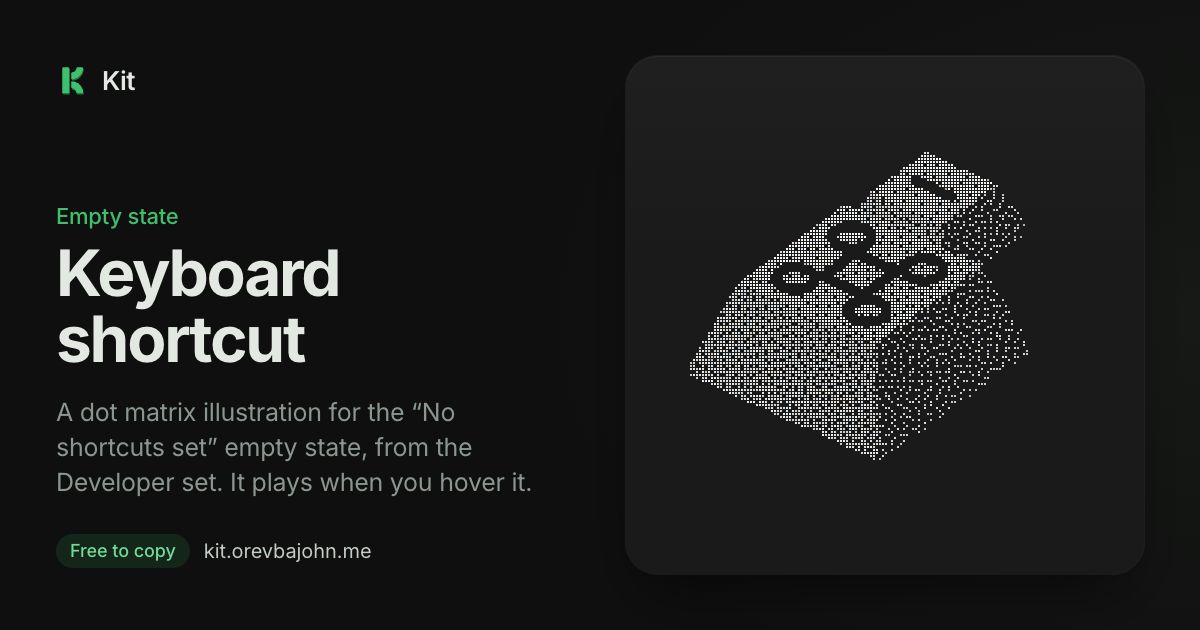 Kit
Empty state
Keyboard
shortcut
A dot matrix illustration for the “No
shortcuts set” empty state, from the
Developer set. It plays when you hover it.
Free to copy
kit.orevbajohn.me